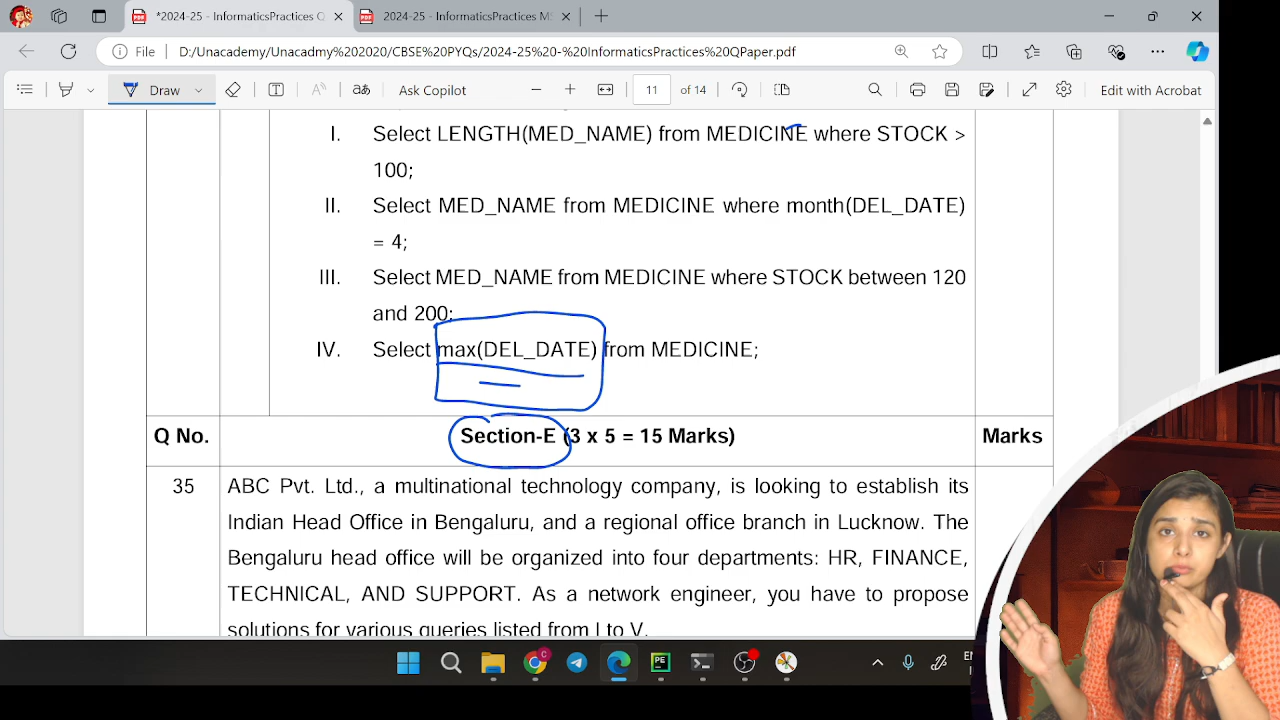 *2024-25 - InformaticsPractices Q
2024-25 - InformaticsPractices MS
File
D:/Unacademy/Unacadmy%202020/CBSE%20PYQs/2024-25%20-%20InformaticsPractices%20QPaper.pdf
Draw
Ask Copilot
11
of 14
Edit with Acrobat
I. Select LENGTH(MED_NAME) from MEDICINE where STOCK >
100;
II. Select MED_NAME from MEDICINE where month(DEL_DATE)
= 4;
III. Select MED_NAME from MEDICINE where STOCK between 120
and 200;
IV. Select max(DEL_DATE) from MEDICINE;
Q No. Section-E (3 x 5 = 15 Marks) Marks
35 ABC Pvt. Ltd., a multinational technology company, is looking to establish its
Indian Head Office in Bengaluru, and a regional office branch in Lucknow. The
Bengaluru head office will be organized into four departments: HR, FINANCE,
TECHNICAL, AND SUPPORT. As a network engineer, you have to propose
solutions for various queries listed from I to V.